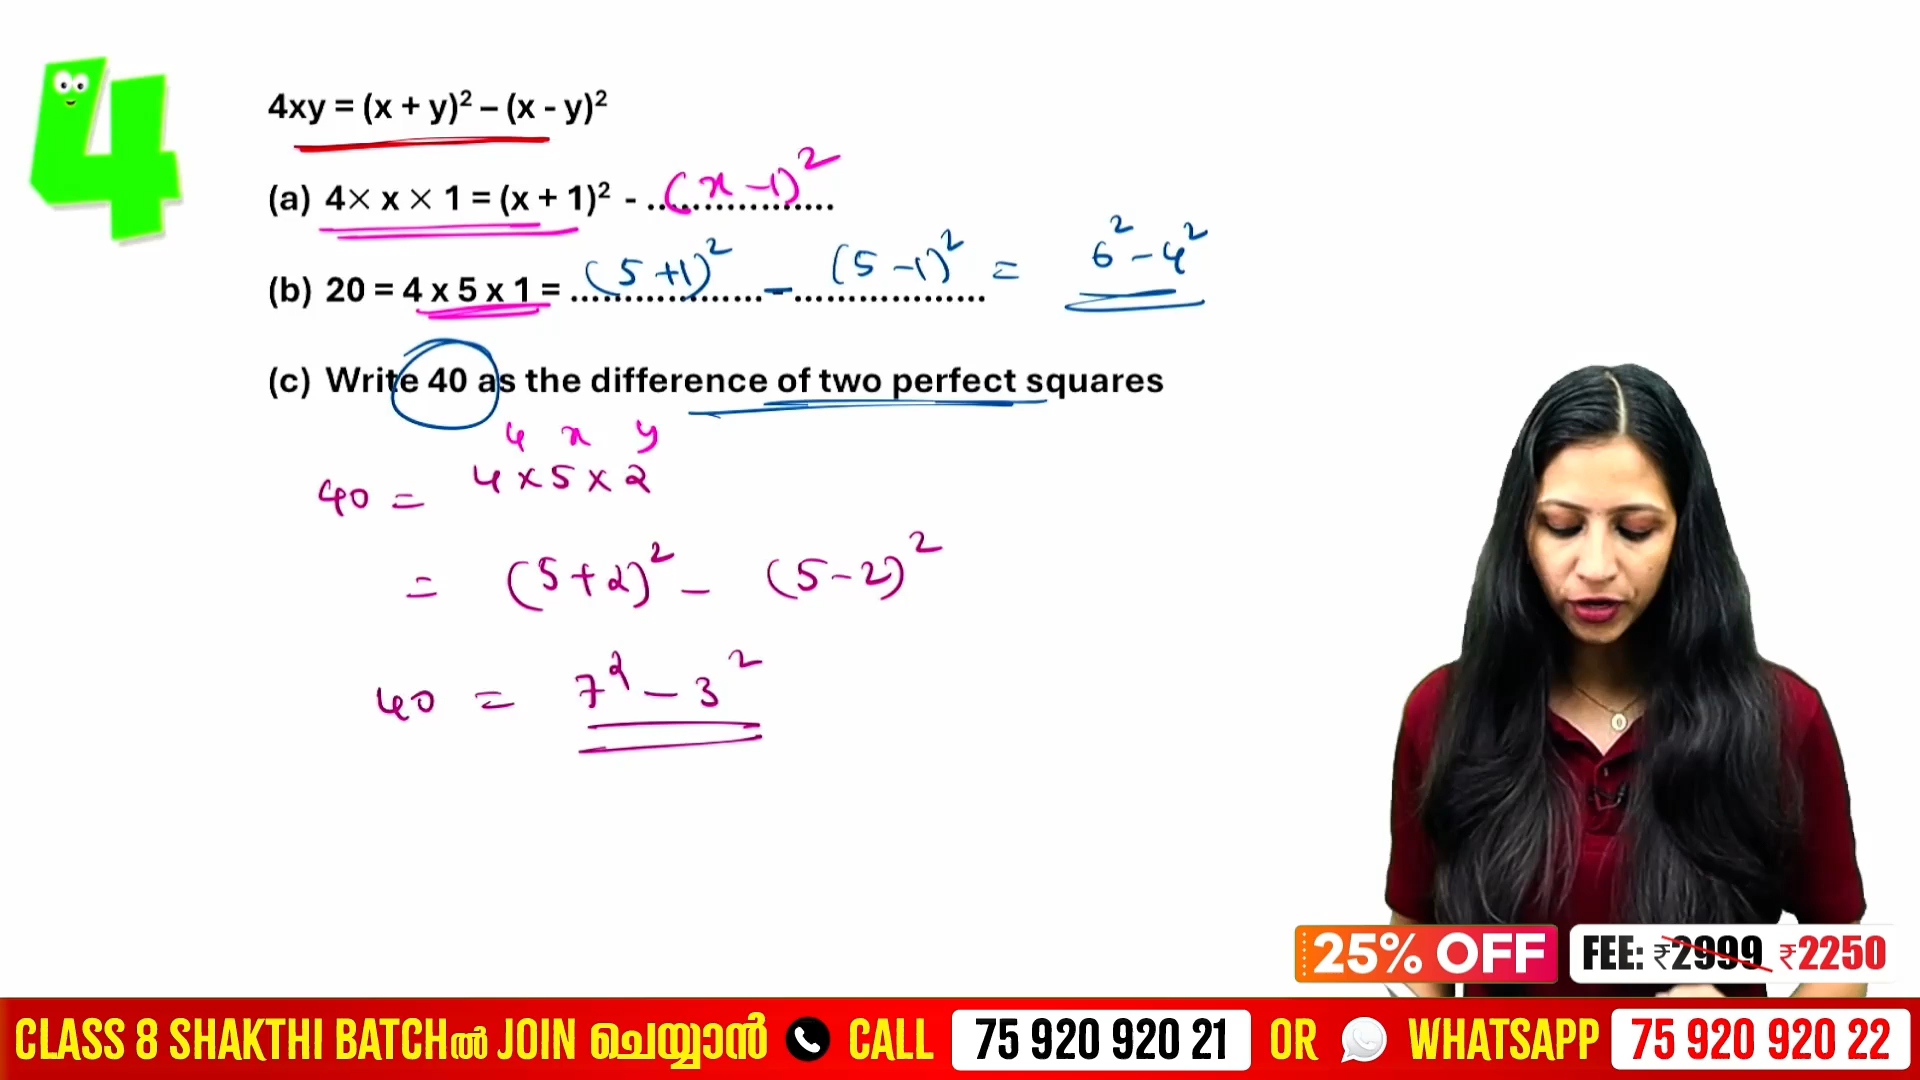 4
4xy = (x + y)² – (x - y)²
(a) 4× x × 1 = (x + 1)² - .................. (x - 1)²
(b) 20 = 4 x 5 x 1 = .................. (5 + 1)² - .................. (5 - 1)² = 6² - 4²
(c) Write 40 as the difference of two perfect squares
4 x y
40 = 4 × 5 × 2
= (5 + 2)² - (5 - 2)²
40 = 7² - 3²
25% OFF FEE: ₹2999 ₹2250
CLASS 8 SHAKTHI BATCHൽ JOIN ചെയ്യാൻ CALL 75 920 920 21 OR WHATSAPP 75 920 920 22